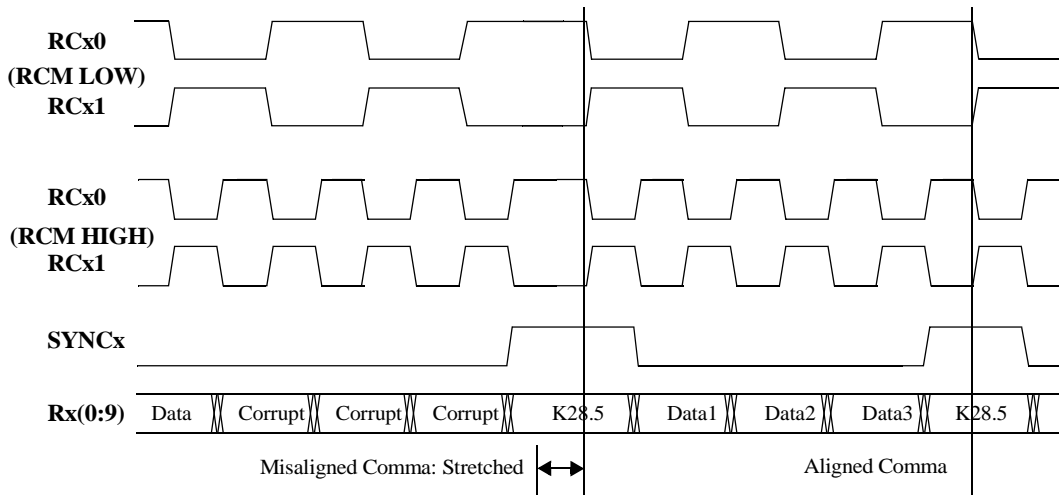 RCx0
(RCM LOW)
RCx1
RCx0
(RCM HIGH)
RCx1
SYNCx
Rx(0:9) Data Corrupt Corrupt Corrupt K28.5 Data1 Data2 Data3 K28.5
Misaligned Comma: Stretched Aligned Comma